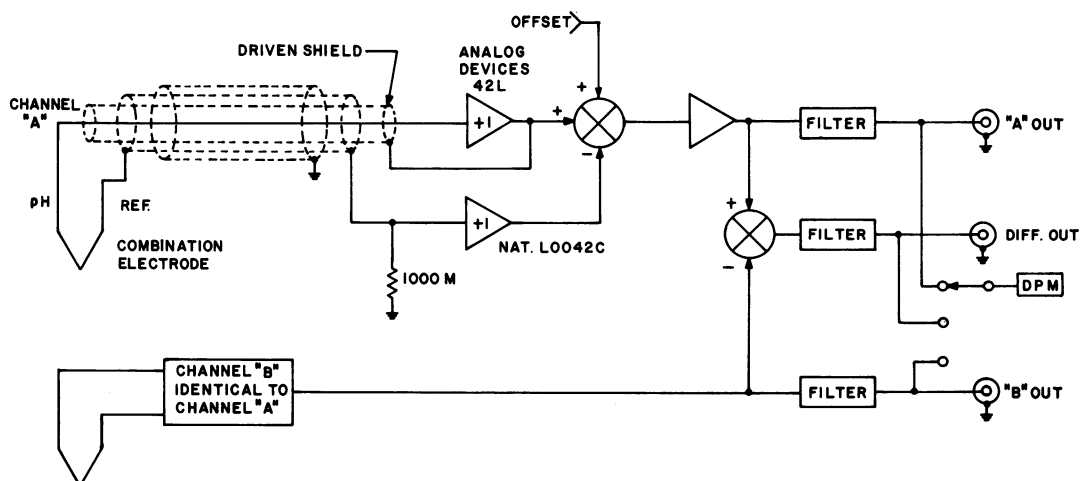 OFFSET
DRIVEN SHIELD
ANALOG
DEVICES
42L
CHANNEL
"A"
+1
+
+
-
FILTER
"A" OUT
pH
REF.
COMBINATION
ELECTRODE
+1
NAT. L0042C
1000 M
+
-
FILTER
DIFF. OUT
DPM
CHANNEL "B"
IDENTICAL TO
CHANNEL "A"
FILTER
"B" OUT